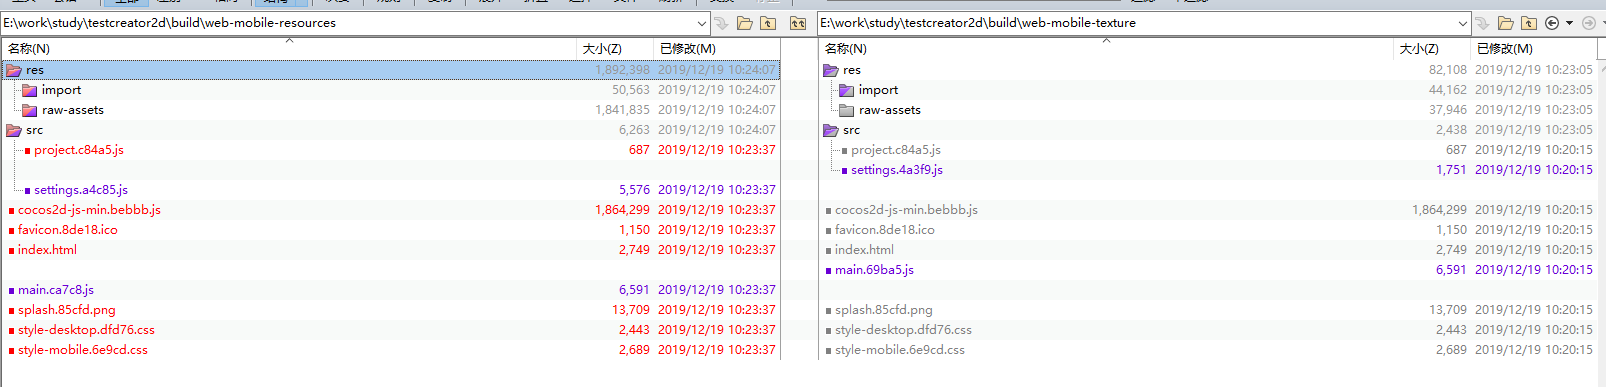 E:\work\study\testcreator2d\build\web-mobile-resources
E:\work\study\testcreator2d\build\web-mobile-texture
名称(N) 大小(Z) 已修改(M) 名称(N) 大小(Z) 已修改(M)
res 1,892,398 2019/12/19 10:24:07 res 82,108 2019/12/19 10:23:05
import 50,563 2019/12/19 10:24:07 import 44,162 2019/12/19 10:23:05
raw-assets 1,841,835 2019/12/19 10:24:07 raw-assets 37,946 2019/12/19 10:23:05
src 6,263 2019/12/19 10:24:07 src 2,438 2019/12/19 10:23:05
project.c84a5.js 687 2019/12/19 10:23:37 project.c84a5.js 687 2019/12/19 10:20:15
settings.4a3f9.js 1,751 2019/12/19 10:20:15
settings.a4c85.js 5,576 2019/12/19 10:23:37
cocos2d-js-min.bebbb.js 1,864,299 2019/12/19 10:23:37 cocos2d-js-min.bebbb.js 1,864,299 2019/12/19 10:20:15
favicon.8de18.ico 1,150 2019/12/19 10:23:37 favicon.8de18.ico 1,150 2019/12/19 10:20:15
index.html 2,749 2019/12/19 10:23:37 index.html 2,749 2019/12/19 10:20:15
main.69ba5.js 6,591 2019/12/19 10:20:15
main.ca7c8.js 6,591 2019/12/19 10:23:37
splash.85cfd.png 13,709 2019/12/19 10:23:37 splash.85cfd.png 13,709 2019/12/19 10:20:15
style-desktop.dfd76.css 2,443 2019/12/19 10:23:37 style-desktop.dfd76.css 2,443 2019/12/19 10:20:15
style-mobile.6e9cd.css 2,689 2019/12/19 10:23:37 style-mobile.6e9cd.css 2,689 2019/12/19 10:20:15